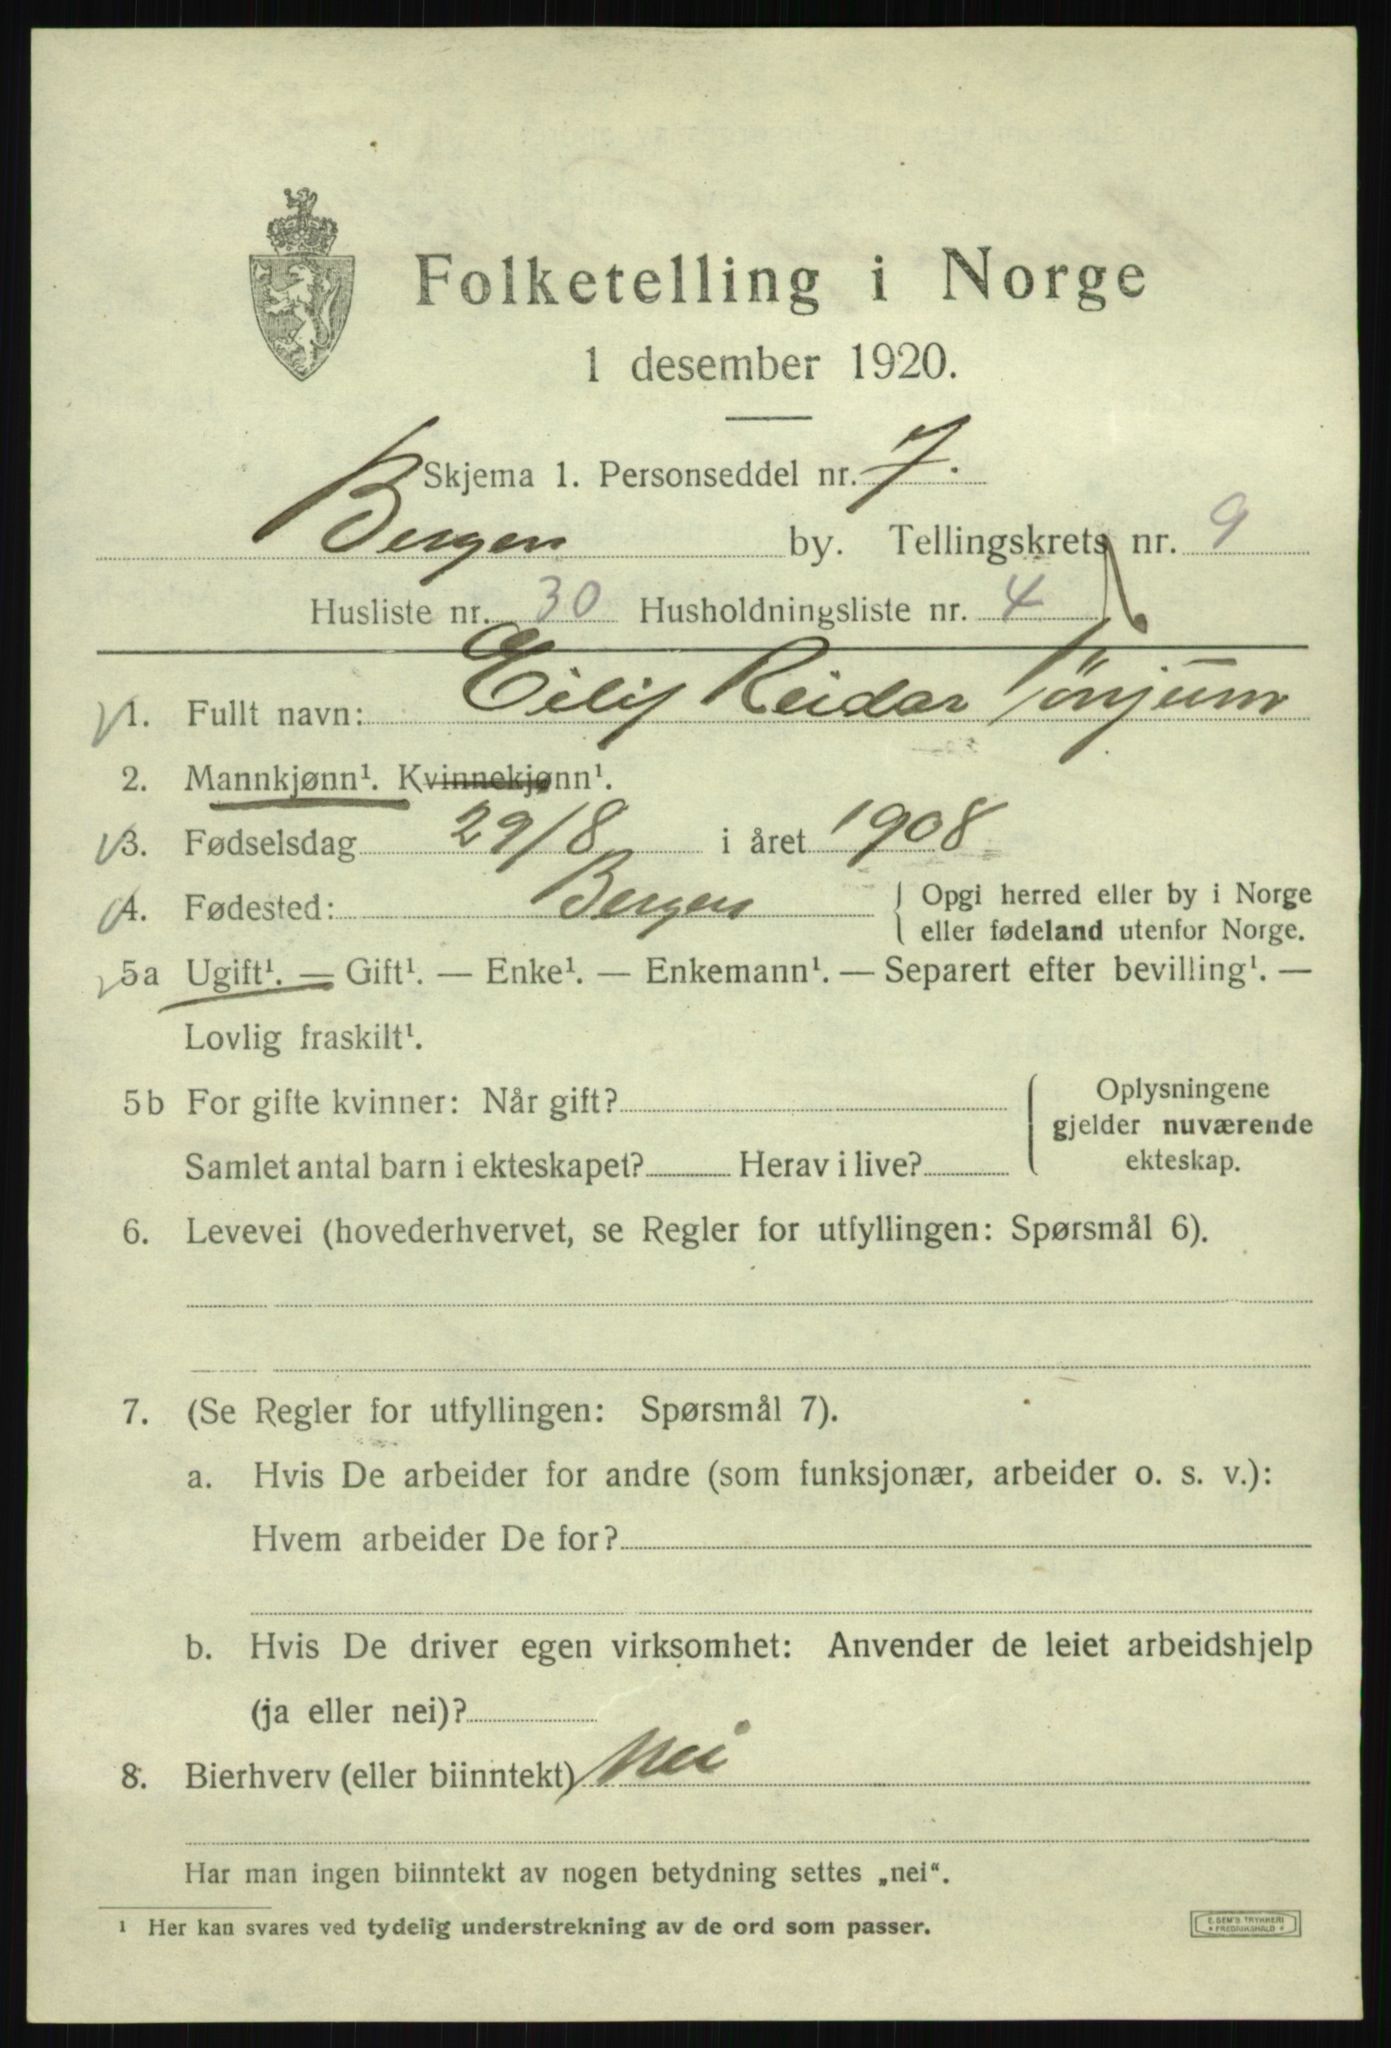 Folketelling i Norge
1 desember 1920.
Skjema 1. Personseddel nr. 7.
Bergen by. Tellingskrets nr. 9
Husliste nr. 30 Husholdningsliste nr. 4
1. Fullt navn: Eilif Reidar Tönjum
2. Mannkjønn¹. Kvinnekjønn¹.
3. Fødselsdag 29/8 i året 1908
4. Fødested: Bergen { Opgi herred eller by i Norge
eller fødeland utenfor Norge.
5a Ugift¹. — Gift¹. — Enke¹. — Enkemann¹. — Separert efter bevilling¹. —
Lovlig fraskilt¹.
5b For gifte kvinner: Når gift? { Oplysningene
gjelder nuværende
ekteskap.
Samlet antal barn i ekteskapet? Herav i live?
6. Levevei (hovederhvervet, se Regler for utfyllingen: Spørsmål 6).
7. (Se Regler for utfyllingen: Spørsmål 7).
a. Hvis De arbeider for andre (som funksjonær, arbeider o. s. v.):
Hvem arbeider De for?
b. Hvis De driver egen virksomhet: Anvender de leiet arbeidshjelp
(ja eller nei)?
8. Bierhverv (eller biinntekt) Nei
Har man ingen biinntekt av nogen betydning settes „nei“.
¹ Her kan svares ved tydelig understrekning av de ord som passer.
E. SEM'S TRYKKERI
* FREDRIKSHALD *